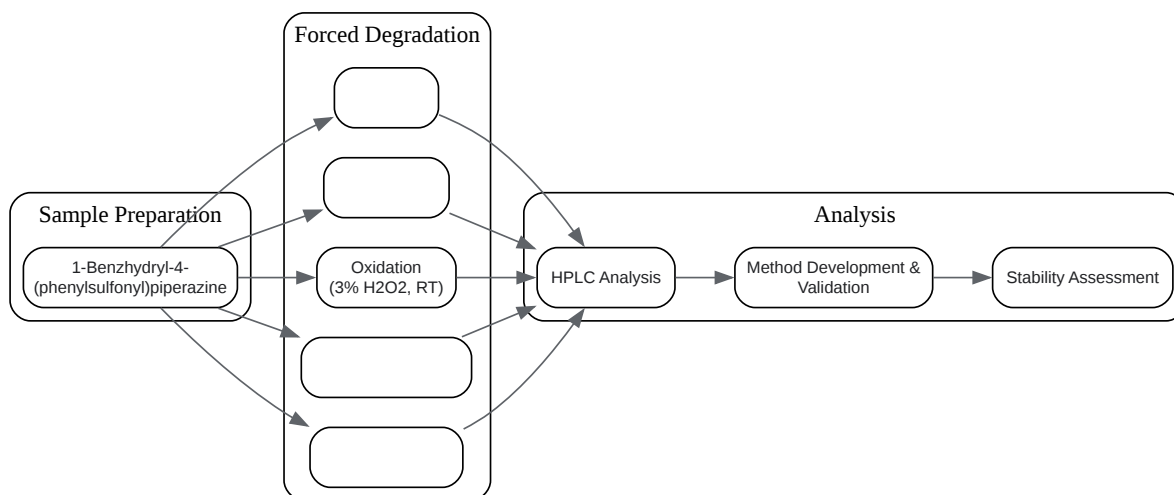 Forced Degradation
Sample Preparation
1-Benzhydryl-4-
(phenylsulfonyl)piperazine
Oxidation
(3% H2O2, RT)
Analysis
HPLC Analysis
Method Development &
Validation
Stability Assessment